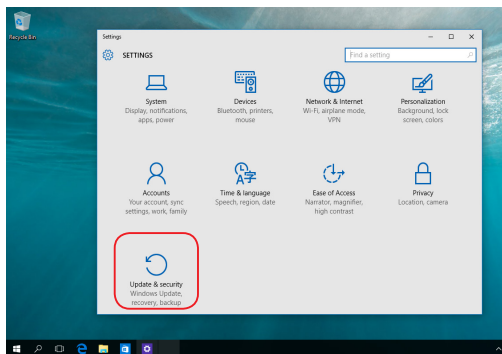 Recycle Bin
Settings
SETTINGS
Find a setting
System
Display, notifications,
apps, power
Devices
Bluetooth, printers,
mouse
Network & Internet
Wi-Fi, airplane mode,
VPN
Personalization
Background, lock
screen, colors
Accounts
Your account, sync
settings, work, family
Time & language
Speech, region, date
Ease of Access
Narrator, magnifier,
high contrast
Privacy
Location, camera
Update & security
Windows Update,
recovery, backup